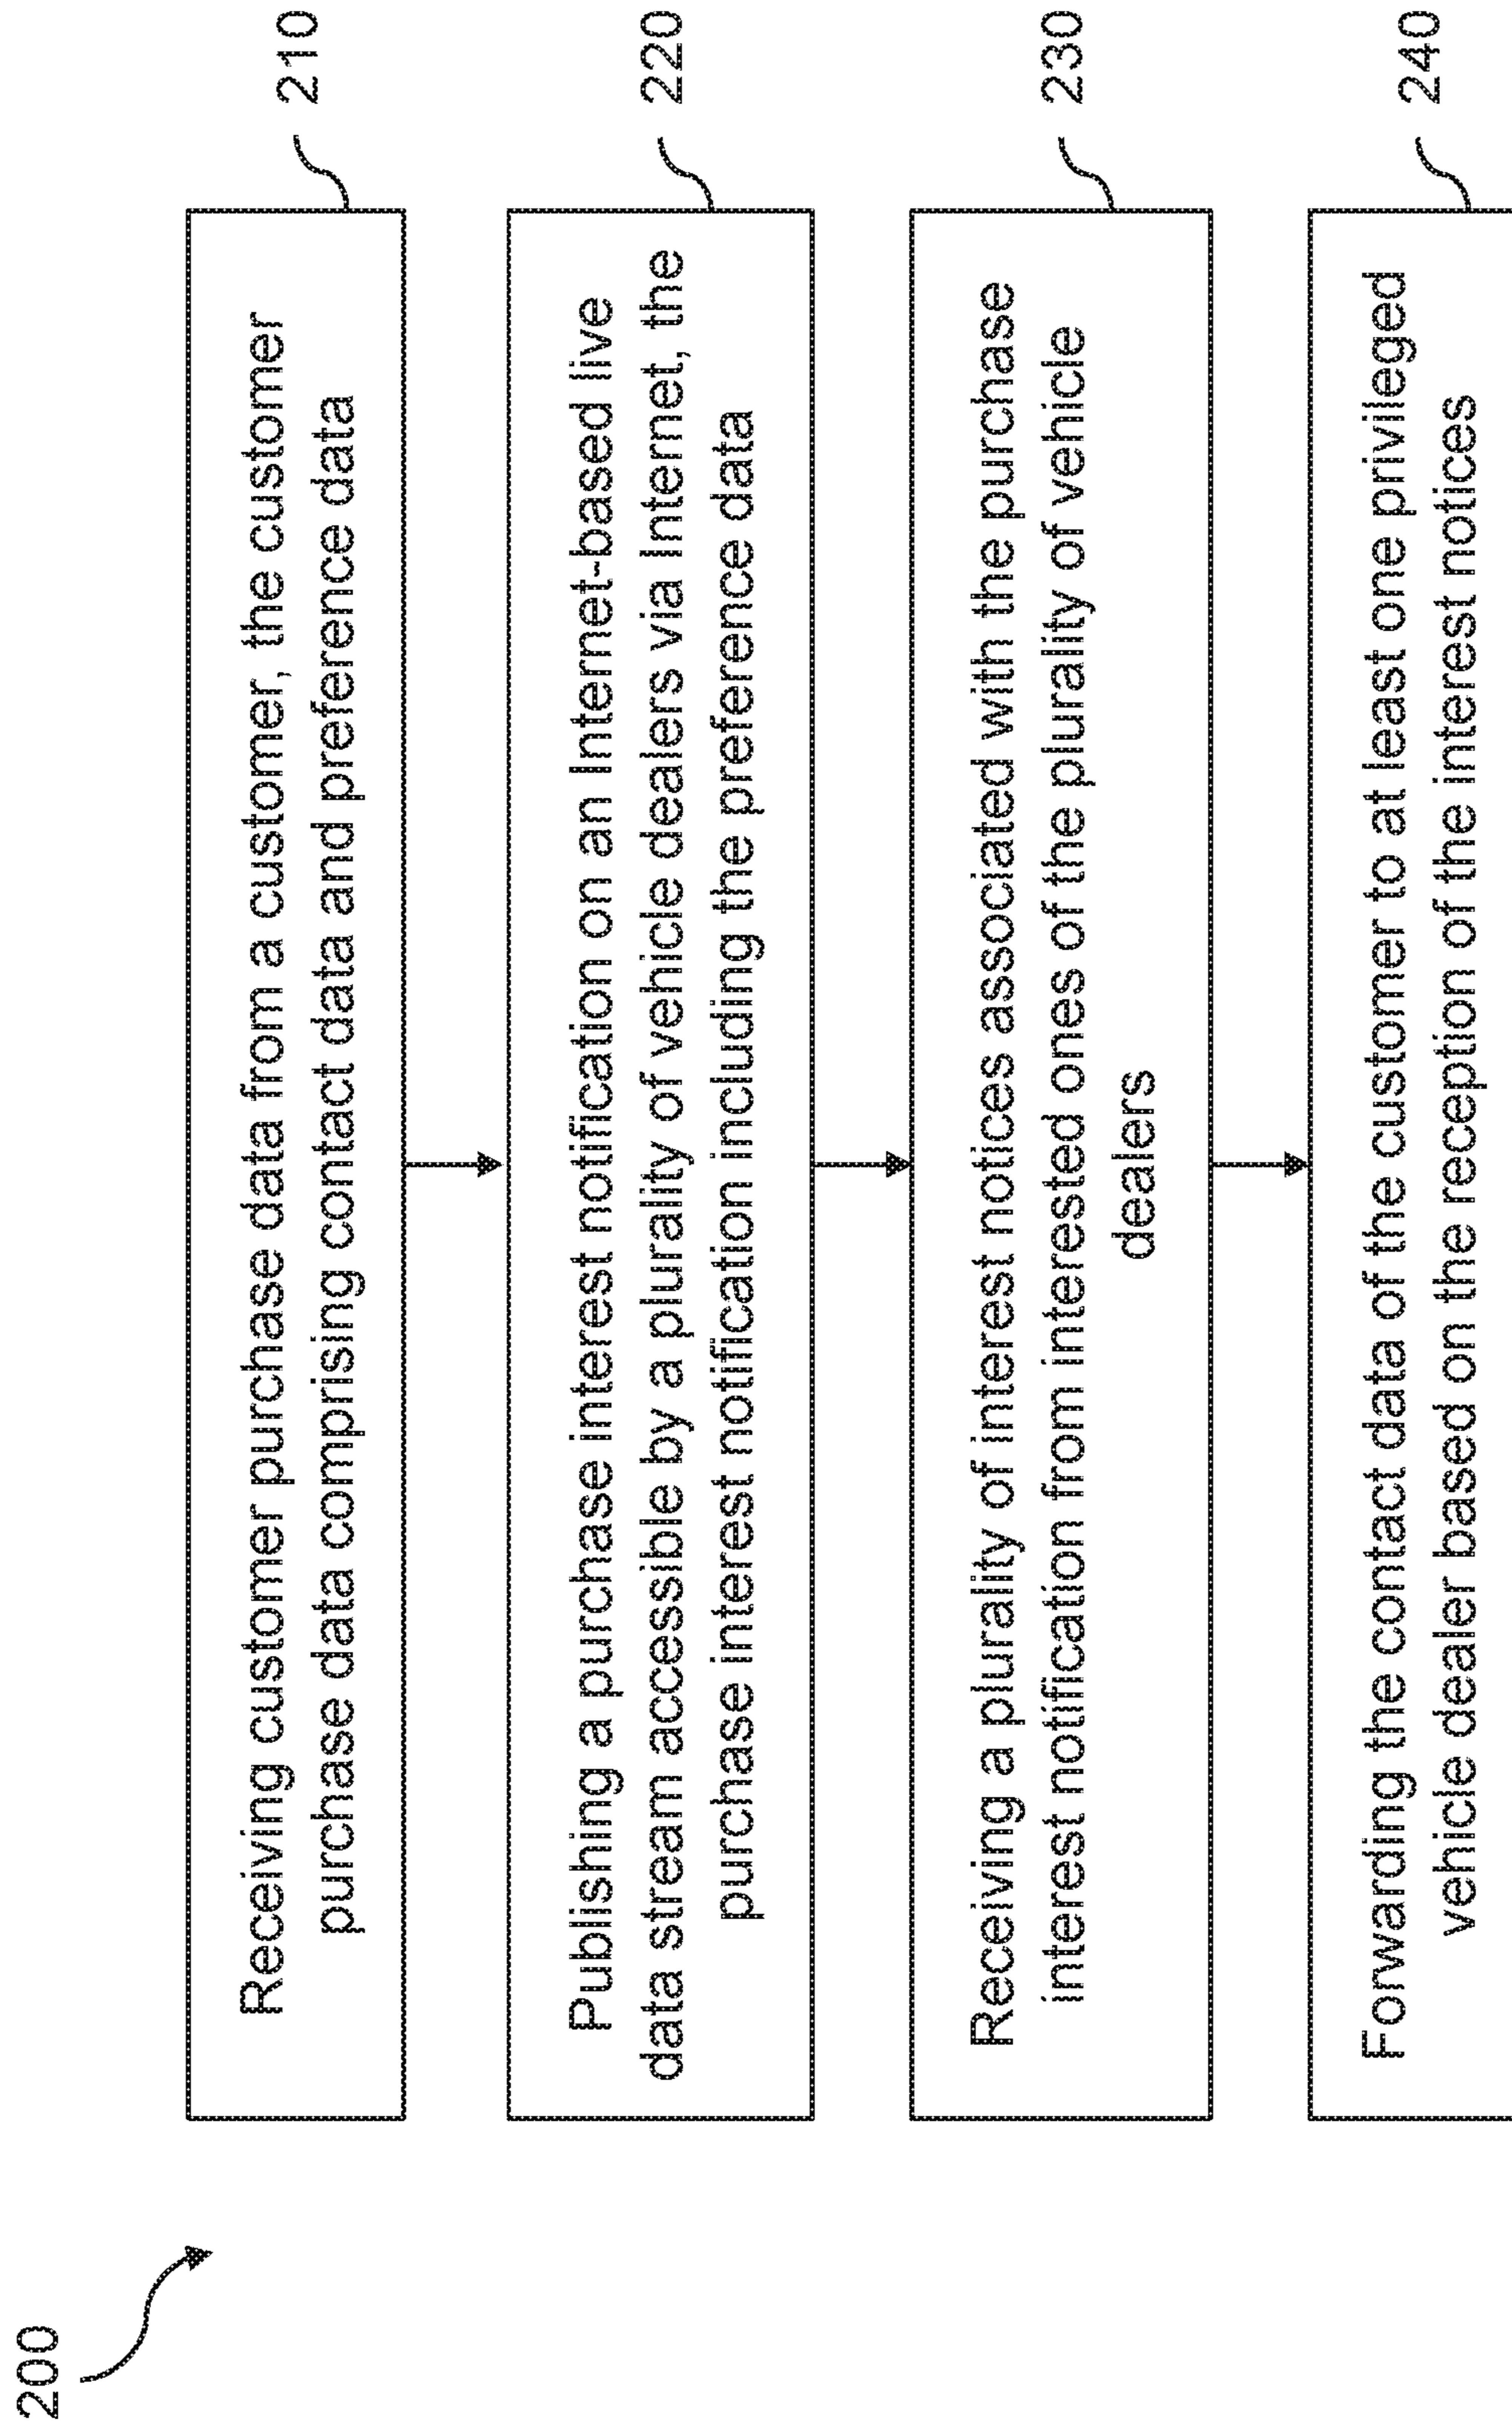 200
Receiving customer purchase data from a customer, the customer
purchase data comprising contact data and preference data
210
Publishing a purchase interest notification on an Internet-based live
data stream accessible by a plurality of vehicle dealers via Internet, the
purchase interest notification including the preference data
220
Receiving a plurality of interest notices associated with the purchase
interest notification from interested ones of the plurality of vehicle
dealers
230
Forwarding the contact data of the customer to at least one privileged
vehicle dealer based on the reception of the interest notices
240